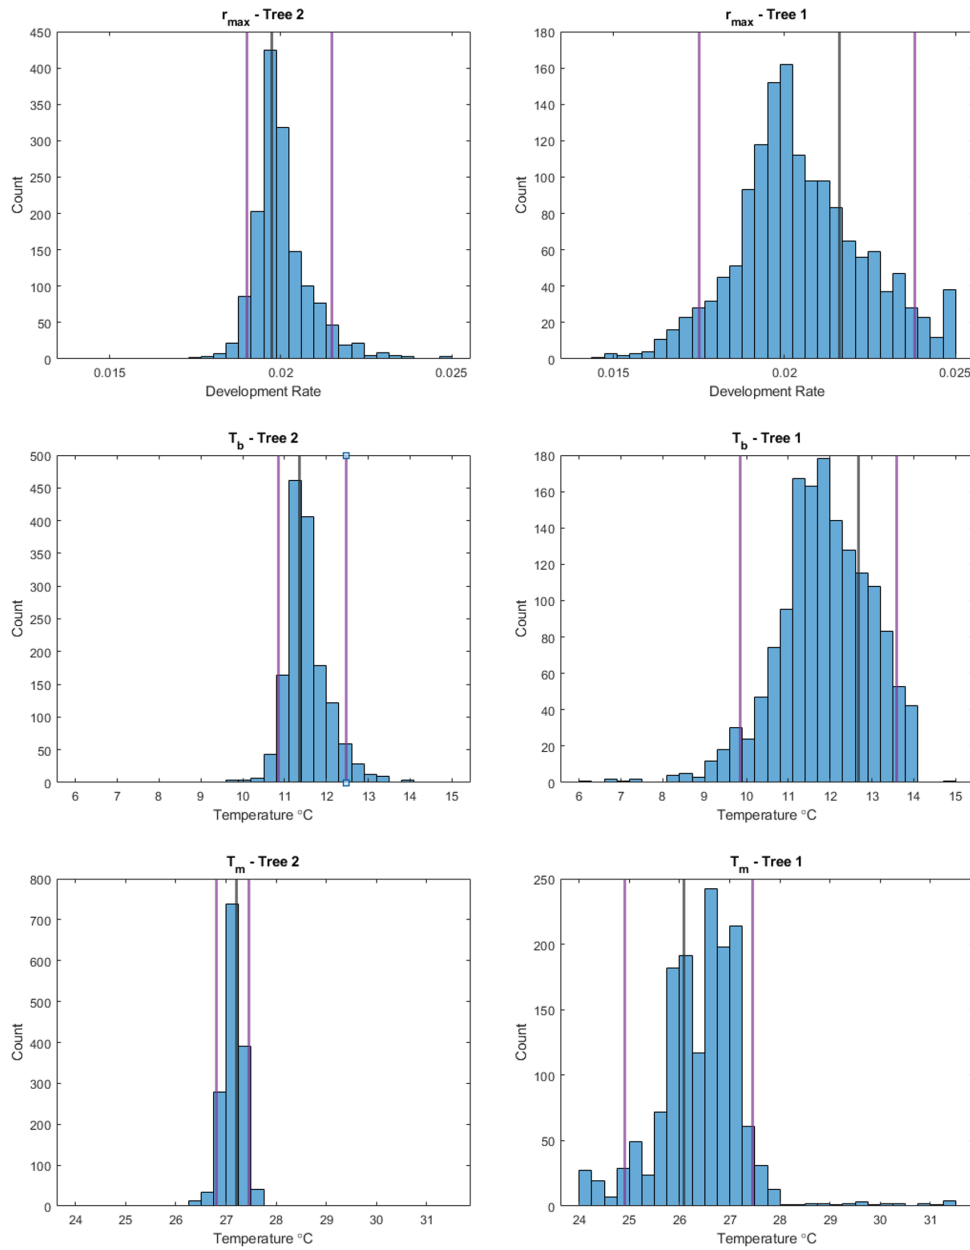 r_max - Tree 2
450
400
350
300
250
200
150
100
50
0
Count
0.015 0.02 0.025
Development Rate
r_max - Tree 1
180
160
140
120
100
80
60
40
20
0
Count
0.015 0.02 0.025
Development Rate
T_b - Tree 2
500
450
400
350
300
250
200
150
100
50
0
Count
6 7 8 9 10 11 12 13 14 15
Temperature °C
T_b - Tree 1
180
160
140
120
100
80
60
40
20
0
Count
6 7 8 9 10 11 12 13 14 15
Temperature °C
T_m - Tree 2
800
700
600
500
400
300
200
100
0
Count
24 25 26 27 28 29 30 31
Temperature °C
T_m - Tree 1
250
200
150
100
50
0
Count
24 25 26 27 28 29 30 31
Temperature °C